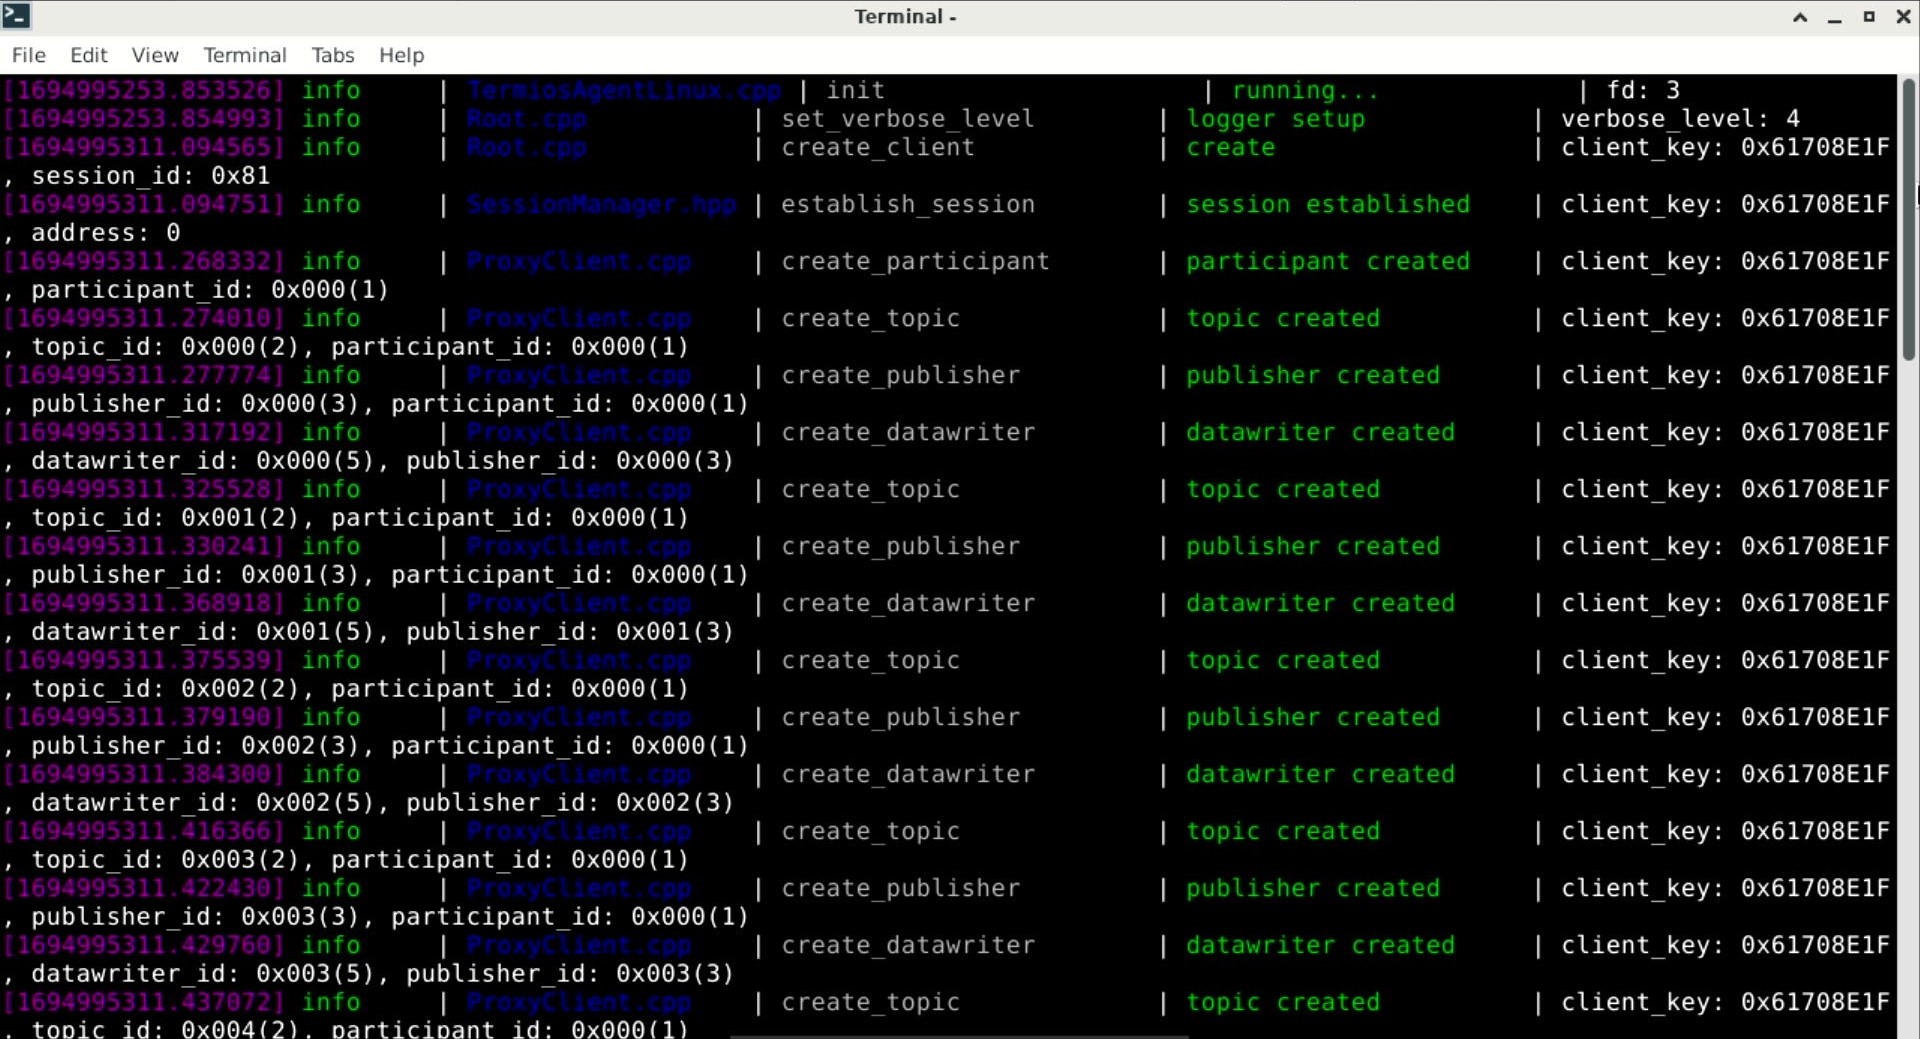 Terminal -
File Edit View Terminal Tabs Help
[1694995253.853526] info | TermiosAgentLinux.cpp | init | running... | fd: 3
[1694995253.854993] info | Root.cpp | set_verbose_level | logger setup | verbose_level: 4
[1694995311.094565] info | Root.cpp | create_client | create | client_key: 0x61708E1F
, session_id: 0x81
[1694995311.094751] info | SessionManager.hpp | establish_session | session established | client_key: 0x61708E1F
, address: 0
[1694995311.268332] info | ProxyClient.cpp | create_participant | participant created | client_key: 0x61708E1F
, participant_id: 0x000(1)
[1694995311.274010] info | ProxyClient.cpp | create_topic | topic created | client_key: 0x61708E1F
, topic_id: 0x000(2), participant_id: 0x000(1)
[1694995311.277774] info | ProxyClient.cpp | create_publisher | publisher created | client_key: 0x61708E1F
, publisher_id: 0x000(3), participant_id: 0x000(1)
[1694995311.317192] info | ProxyClient.cpp | create_datawriter | datawriter created | client_key: 0x61708E1F
, datawriter_id: 0x000(5), publisher_id: 0x000(3)
[1694995311.325528] info | ProxyClient.cpp | create_topic | topic created | client_key: 0x61708E1F
, topic_id: 0x001(2), participant_id: 0x000(1)
[1694995311.330241] info | ProxyClient.cpp | create_publisher | publisher created | client_key: 0x61708E1F
, publisher_id: 0x001(3), participant_id: 0x000(1)
[1694995311.368918] info | ProxyClient.cpp | create_datawriter | datawriter created | client_key: 0x61708E1F
, datawriter_id: 0x001(5), publisher_id: 0x001(3)
[1694995311.375539] info | ProxyClient.cpp | create_topic | topic created | client_key: 0x61708E1F
, topic_id: 0x002(2), participant_id: 0x000(1)
[1694995311.379190] info | ProxyClient.cpp | create_publisher | publisher created | client_key: 0x61708E1F
, publisher_id: 0x002(3), participant_id: 0x000(1)
[1694995311.384300] info | ProxyClient.cpp | create_datawriter | datawriter created | client_key: 0x61708E1F
, datawriter_id: 0x002(5), publisher_id: 0x002(3)
[1694995311.416366] info | ProxyClient.cpp | create_topic | topic created | client_key: 0x61708E1F
, topic_id: 0x003(2), participant_id: 0x000(1)
[1694995311.422430] info | ProxyClient.cpp | create_publisher | publisher created | client_key: 0x61708E1F
, publisher_id: 0x003(3), participant_id: 0x000(1)
[1694995311.429760] info | ProxyClient.cpp | create_datawriter | datawriter created | client_key: 0x61708E1F
, datawriter_id: 0x003(5), publisher_id: 0x003(3)
[1694995311.437072] info | ProxyClient.cpp | create_topic | topic created | client_key: 0x61708E1F
, topic_id: 0x004(2), participant_id: 0x000(1)